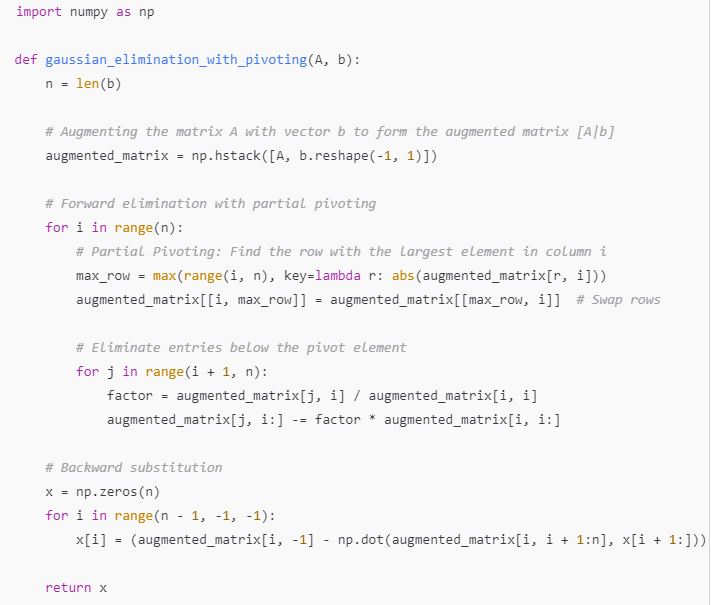 import numpy as np
def gaussian_elimination_with_pivoting(A, b):
    n = len(b)
    # Augmenting the matrix A with vector b to form the augmented matrix [A|b]
    augmented_matrix = np.hstack([A, b.reshape(-1, 1)])
    # Forward elimination with partial pivoting
    for i in range(n):
        # Partial Pivoting: Find the row with the largest element in column i
        max_row = max(range(i, n), key=lambda r: abs(augmented_matrix[r, i]))
        augmented_matrix[[i, max_row]] = augmented_matrix[[max_row, i]]  # Swap rows
        # Eliminate entries below the pivot element
        for j in range(i + 1, n):
            factor = augmented_matrix[j, i] / augmented_matrix[i, i]
            augmented_matrix[j, i:] -= factor * augmented_matrix[i, i:]
    # Backward substitution
    x = np.zeros(n)
    for i in range(n - 1, -1, -1):
        x[i] = (augmented_matrix[i, -1] - np.dot(augmented_matrix[i, i + 1:n], x[i + 1:]))
    return x